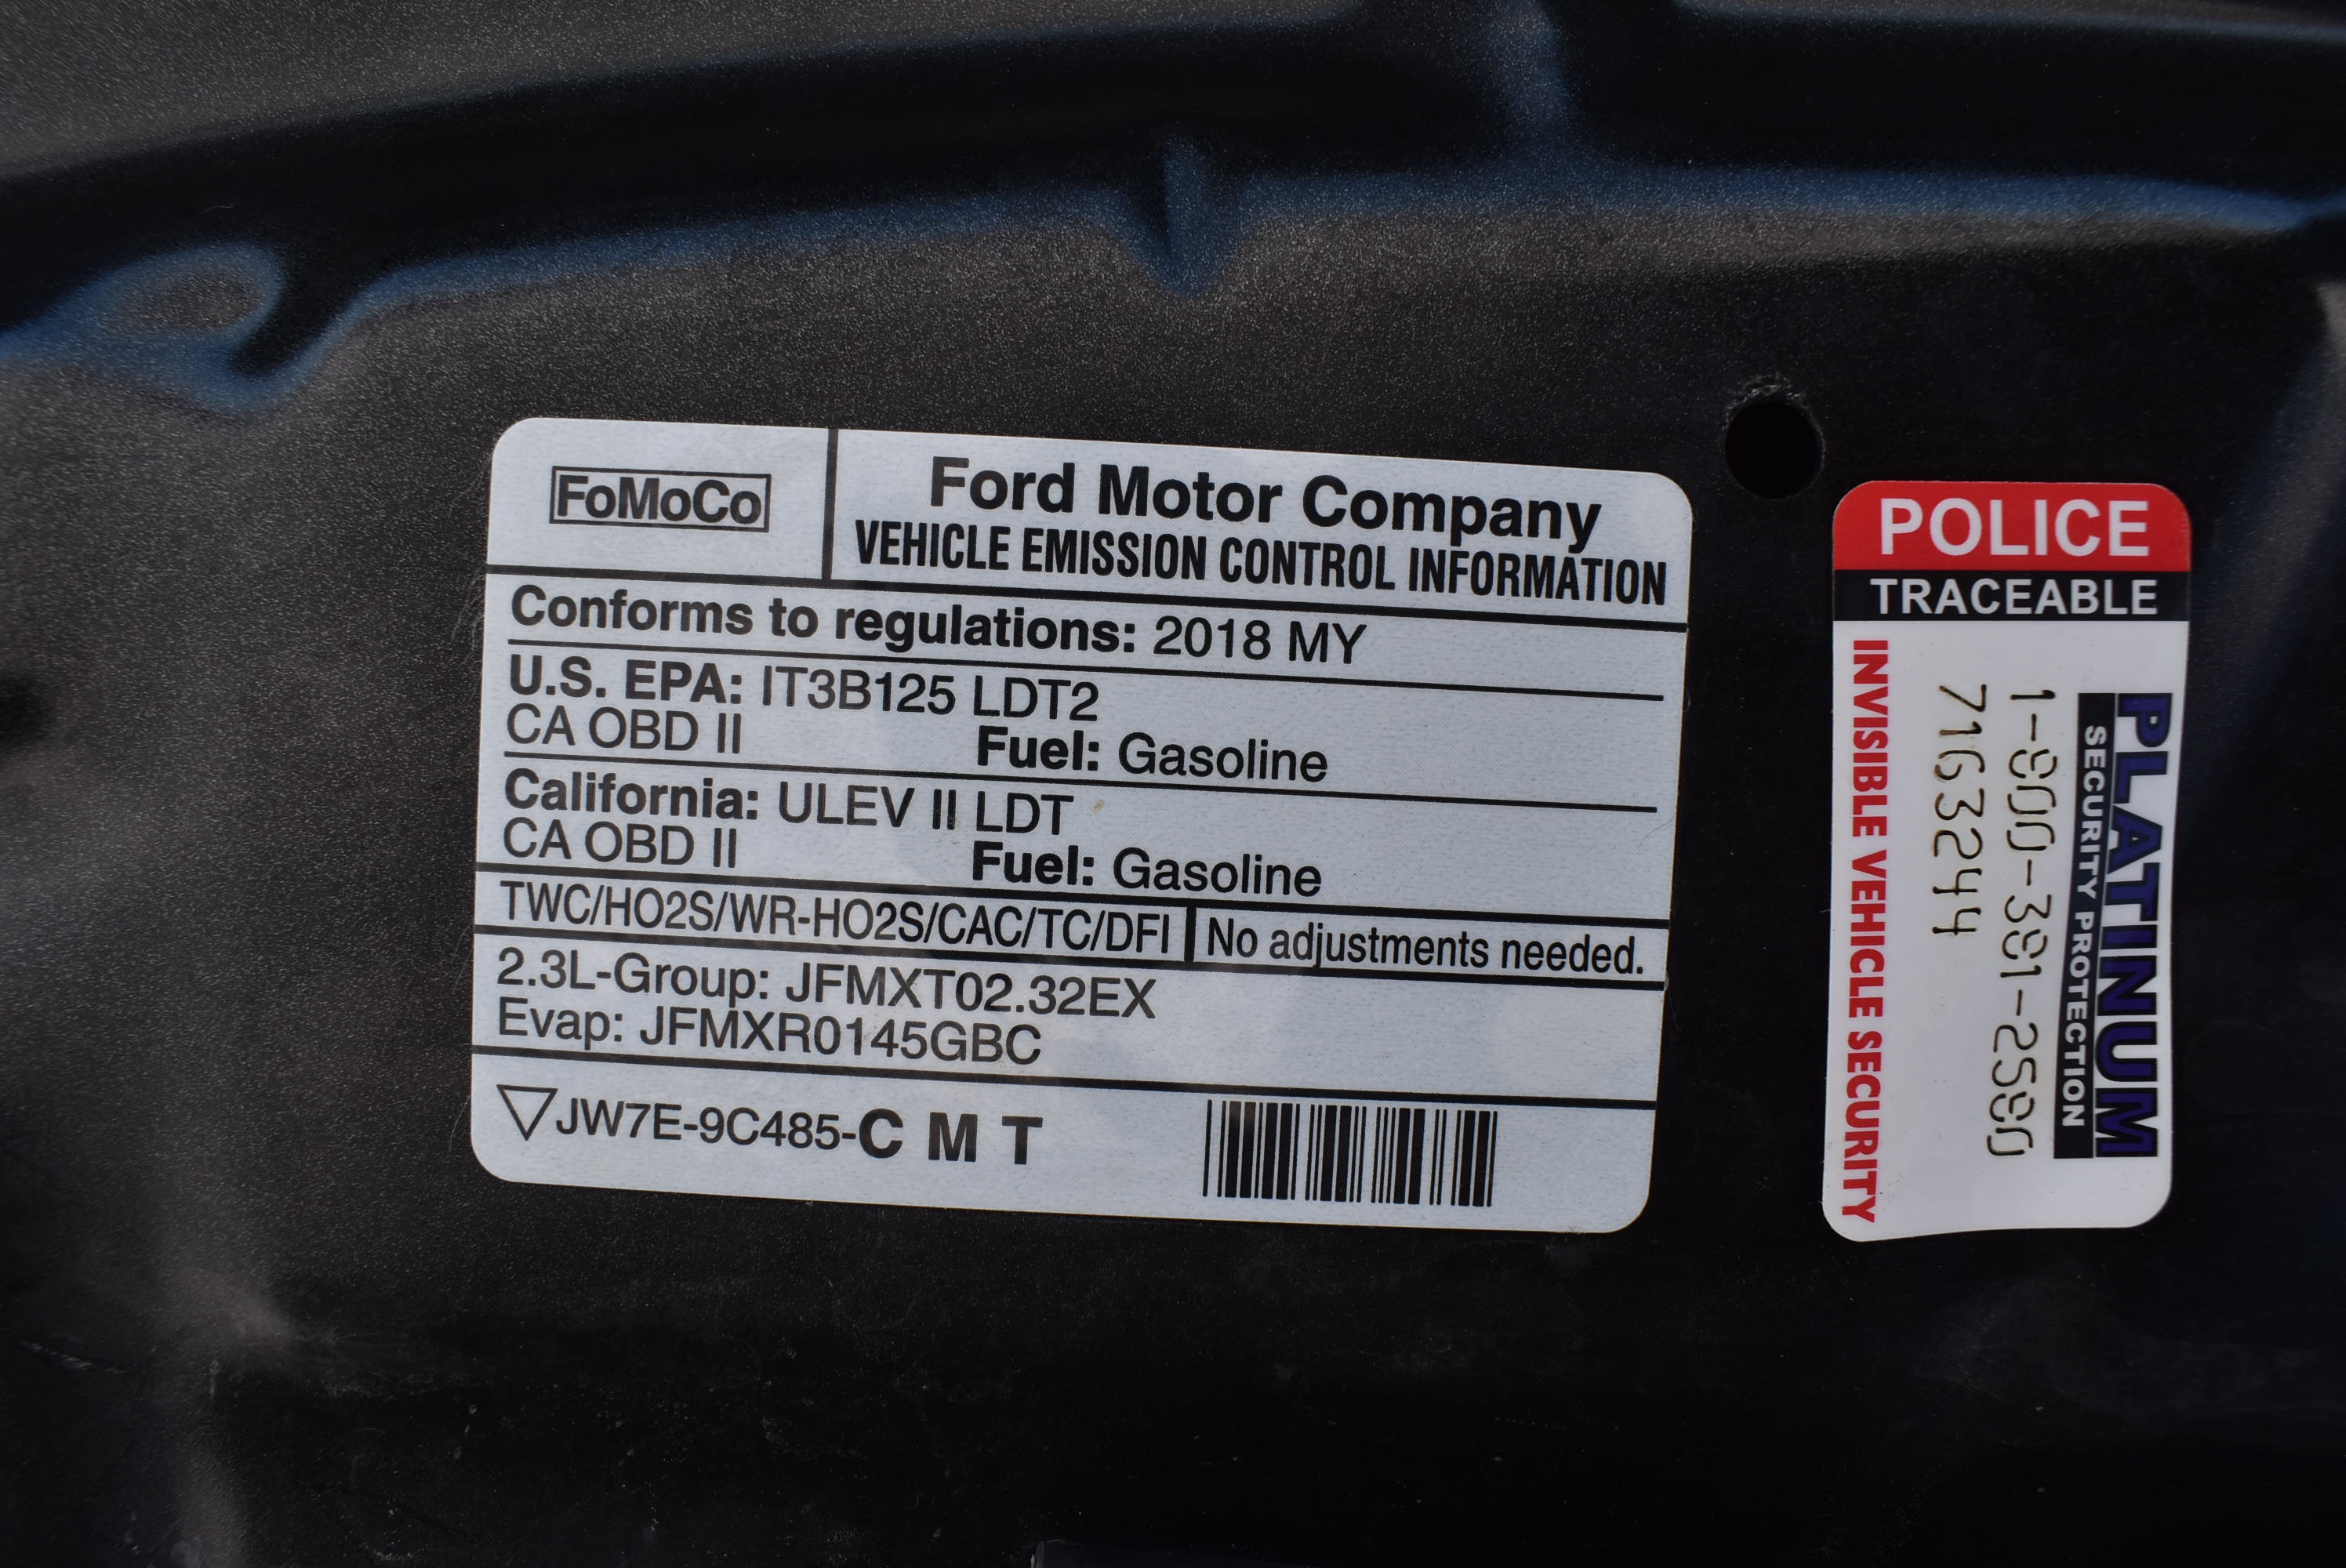 FoMoCo
Ford Motor Company
VEHICLE EMISSION CONTROL INFORMATION
Conforms to regulations: 2018 MY
U.S. EPA: IT3B125 LDT2
CA OBD II Fuel: Gasoline
California: ULEV II LDT
CA OBD II Fuel: Gasoline
TWC/HO2S/WR-HO2S/CAC/TC/DFI No adjustments needed.
2.3L-Group: JFMXT02.32EX
Evap: JFMXR0145GBC
JW7E-9C485-C M T
POLICE
TRACEABLE
PLATINUM
SECURITY PROTECTION
1-800-381-2580
7163244
INVISIBLE VEHICLE SECURITY